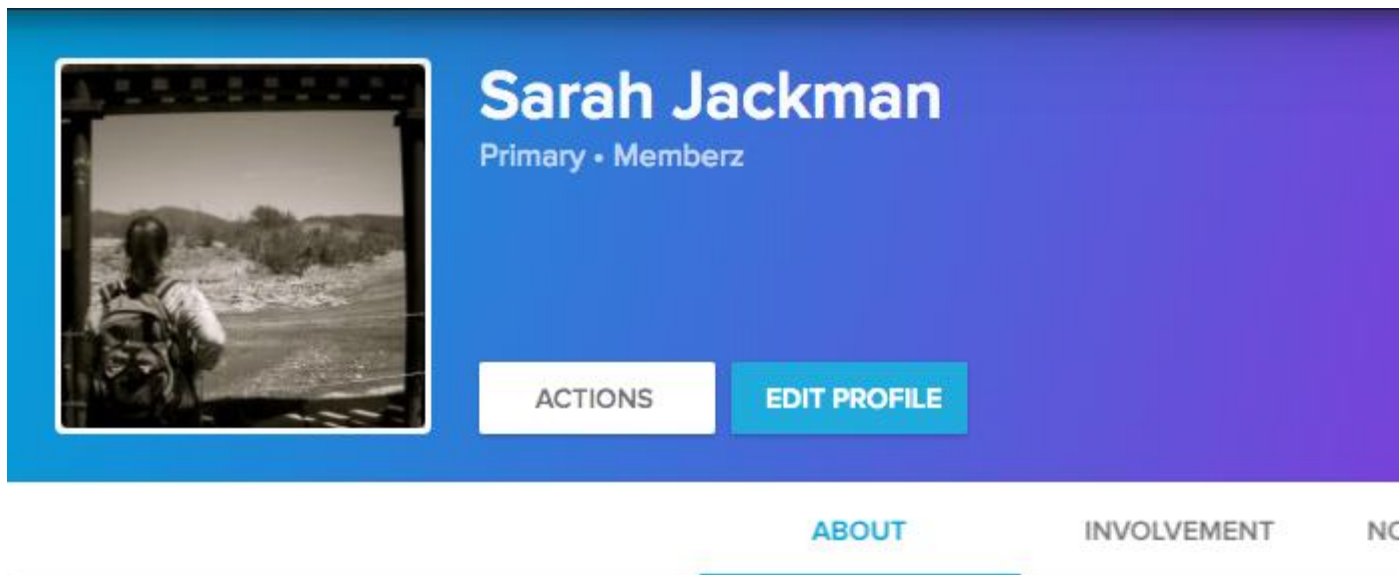 Sarah Jackman
Primary • Memberz
ACTIONS EDIT PROFILE
ABOUT INVOLVEMENT